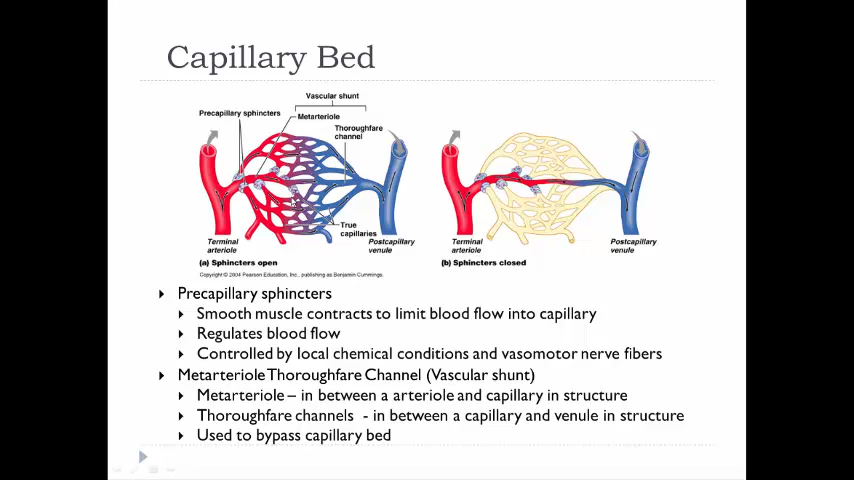 Capillary Bed
Vascular shunt
Precapillary sphincters
Metarteriole
Thoroughfare
channel
True
capillaries
Terminal
arteriole
Postcapillary
venule
(a) Sphincters open
Terminal
arteriole
Postcapillary
venule
(b) Sphincters closed
Copyright © 2004 Pearson Education, Inc., publishing as Benjamin Cummings.
Precapillary sphincters
Smooth muscle contracts to limit blood flow into capillary
Regulates blood flow
Controlled by local chemical conditions and vasomotor nerve fibers
Metarteriole Thoroughfare Channel (Vascular shunt)
Metarteriole – in between a arteriole and capillary in structure
Thoroughfare channels - in between a capillary and venule in structure
Used to bypass capillary bed